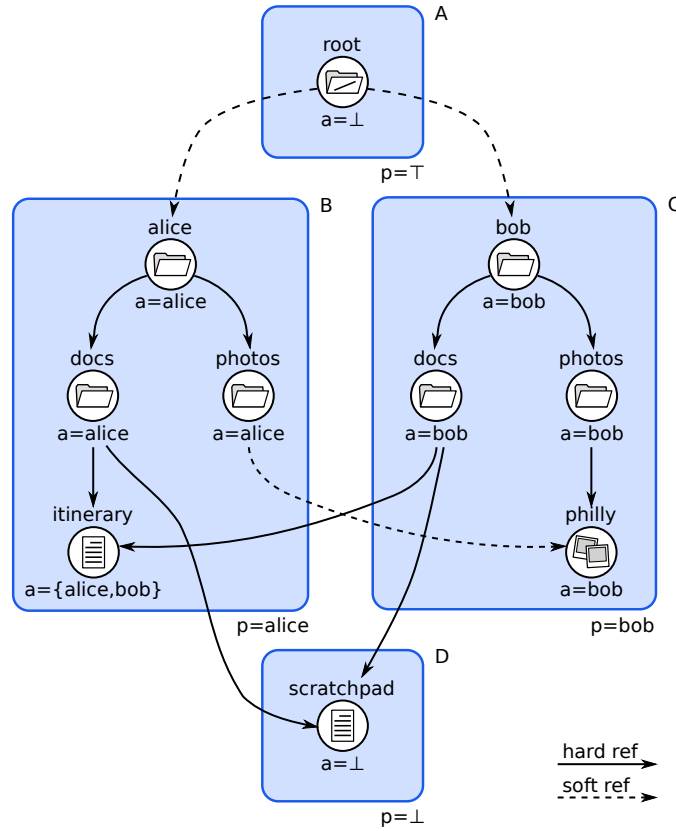 A
root
a=⊥
p=⊤
B
C
alice
a=alice
bob
a=bob
docs
a=alice
photos
a=alice
docs
a=bob
photos
a=bob
itinerary
a={alice,bob}
philly
a=bob
p=alice
p=bob
D
scratchpad
a=⊥
p=⊥
hard ref
soft ref